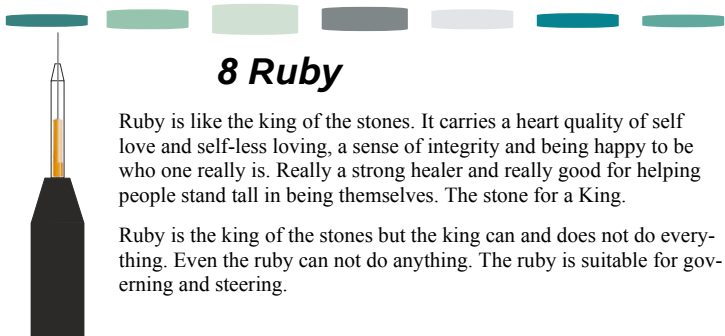 8 Ruby
Ruby is like the king of the stones. It carries a heart quality of self
love and self-less loving, a sense of integrity and being happy to be
who one really is. Really a strong healer and really good for helping
people stand tall in being themselves. The stone for a King.
Ruby is the king of the stones but the king can and does not do every-
thing. Even the ruby can not do anything. The ruby is suitable for gov-
erning and steering.